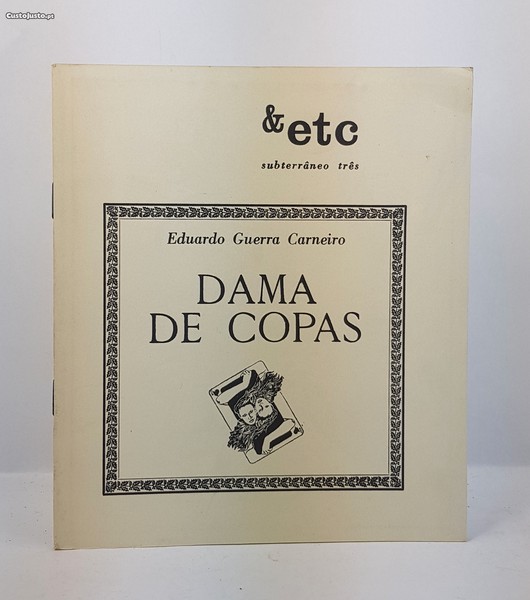 CustoJusto.pt
&etc
subterrâneo três
Eduardo Guerra Carneiro
DAMA
DE COPAS